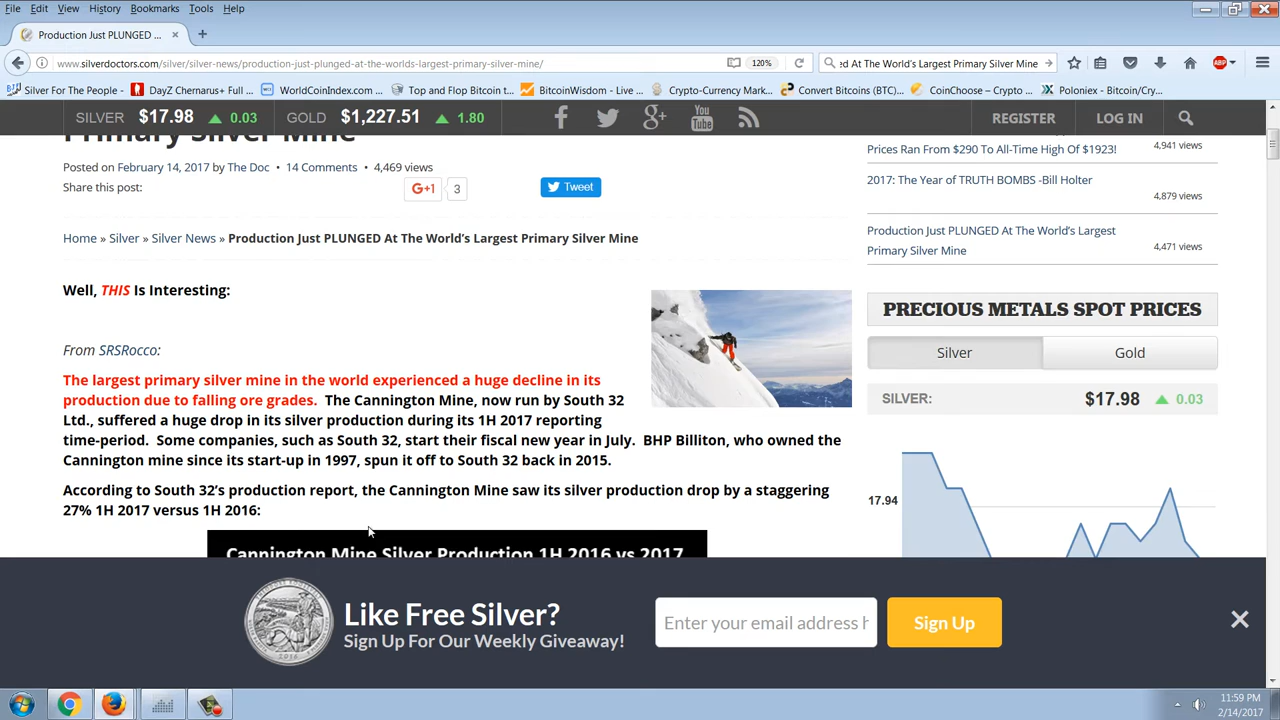 File Edit View History Bookmarks Tools Help
Production Just PLUNGED ... × +
www.silverdoctors.com/silver/silver-news/production-just-plunged-at-the-worlds-largest-primary-silver-mine/ 120% :d At The World's Largest Primary Silver Mine ABP
Silver For The People - ... DayZ Chernarus+ Full ... WorldCoinIndex.com ... Top and Flop Bitcoin t... BitcoinWisdom - Live ... Crypto-Currency Mark... Convert Bitcoins (BTC)... CoinChoose – Crypto ... Poloniex - Bitcoin/Cry...
SILVER $17.98 0.03 GOLD $1,227.51 1.80 You Tube REGISTER LOG IN
Primary Silver Mine
Posted on February 14, 2017 by The Doc • 14 Comments • 4,469 views
Share this post: G+1 3 Tweet
Home » Silver » Silver News » Production Just PLUNGED At The World's Largest Primary Silver Mine
Well, THIS Is Interesting:
From SRSRocco:
The largest primary silver mine in the world experienced a huge decline in its
production due to falling ore grades. The Cannington Mine, now run by South 32
Ltd., suffered a huge drop in its silver production during its 1H 2017 reporting
time-period. Some companies, such as South 32, start their fiscal new year in July. BHP Billiton, who owned the
Cannington mine since its start-up in 1997, spun it off to South 32 back in 2015.
According to South 32's production report, the Cannington Mine saw its silver production drop by a staggering
27% 1H 2017 versus 1H 2016:
Cannington Mine Silver Production 1H 2016 vs 2017
Prices Ran From $290 To All-Time High Of $1923! 4,941 views
2017: The Year of TRUTH BOMBS -Bill Holter
4,879 views
Production Just PLUNGED At The World's Largest
Primary Silver Mine 4,471 views
PRECIOUS METALS SPOT PRICES
Silver Gold
SILVER: $17.98 0.03
17.94
Like Free Silver?
Sign Up For Our Weekly Giveaway!
Enter your email address h
Sign Up
2016
11:59 PM
2/14/2017